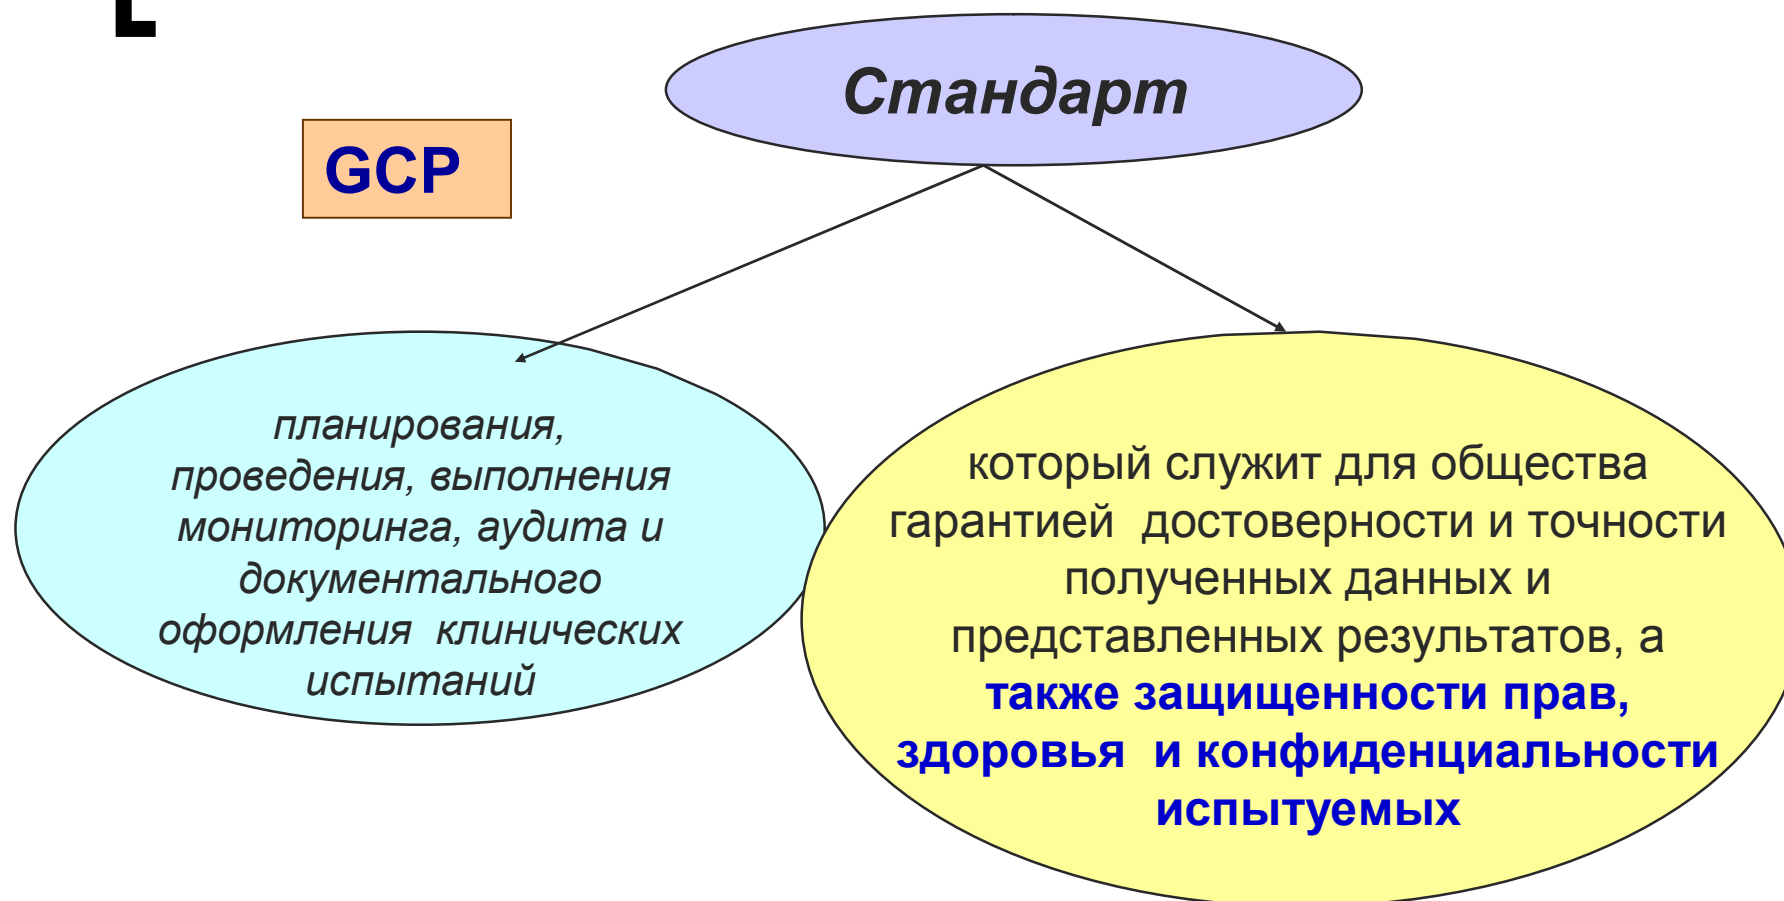 Стандарт
GCP
планирования,
проведения, выполнения
мониторинга, аудита и
документального
оформления клинических
испытаний
который служит для общества
гарантией достоверности и точности
полученных данных и
представленных результатов, а
также защищенности прав,
здоровья и конфиденциальности
испытуемых